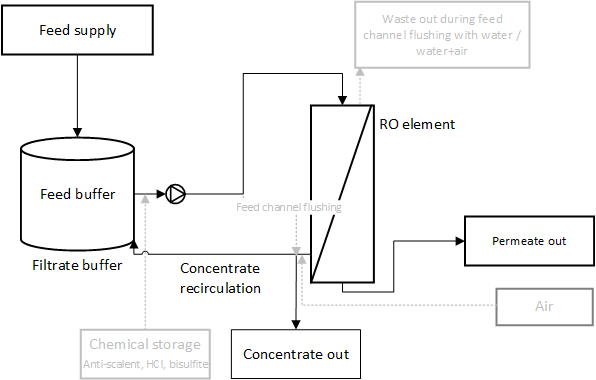 Feed supply
Waste out during feed
channel flushing with water /
water+air
RO element
Feed buffer
Feed channel flushing
Permeate out
Filtrate buffer
Concentrate
recirculation
Air
Chemical storage
Anti-scalent, HCl, bisulfite
Concentrate out